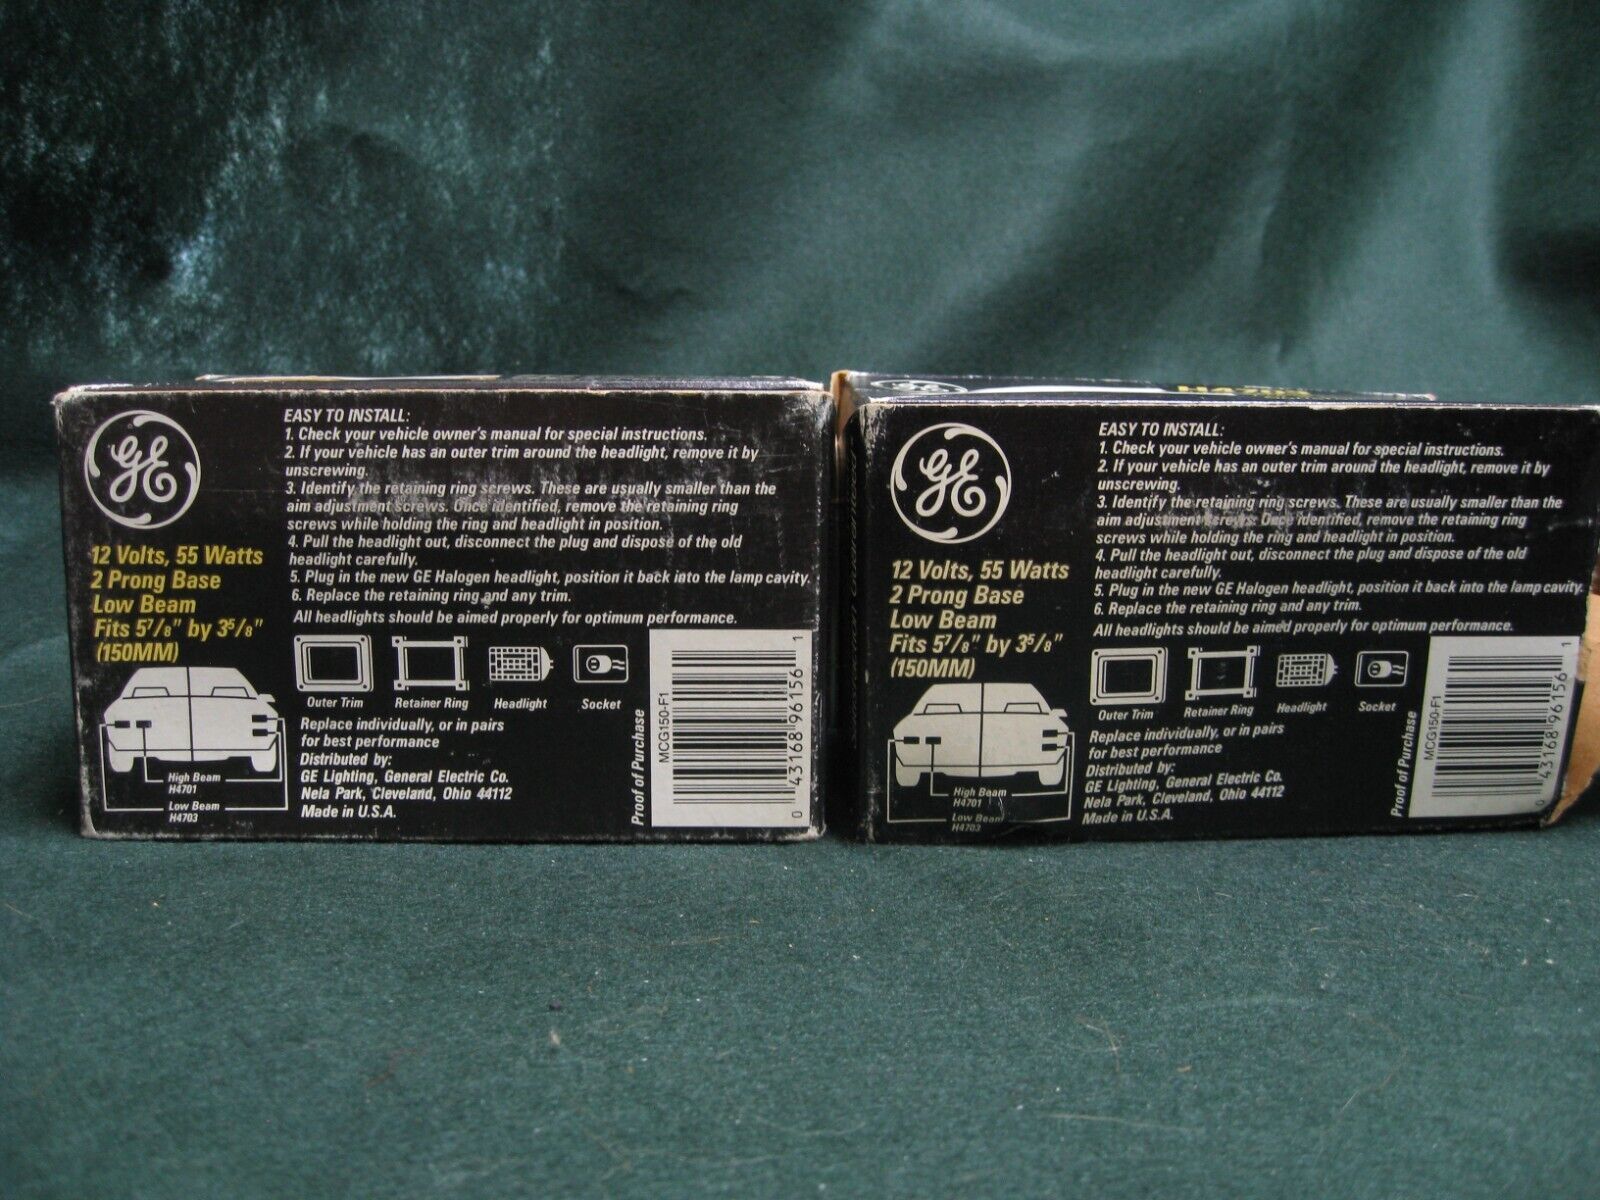 GE
12 Volts, 55 Watts
2 Prong Base
Low Beam
Fits 5⅞" by 3⅝"
(150MM)
High Beam
H4701
Low Beam
H4703
EASY TO INSTALL:
1. Check your vehicle owner's manual for special instructions.
2. If your vehicle has an outer trim around the headlight, remove it by
unscrewing.
3. Identify the retaining ring screws. These are usually smaller than the
aim adjustment screws. Once identified, remove the retaining ring
screws while holding the ring and headlight in position.
4. Pull the headlight out, disconnect the plug and dispose of the old
headlight carefully.
5. Plug in the new GE Halogen headlight, position it back into the lamp cavity.
6. Replace the retaining ring and any trim.
All headlights should be aimed properly for optimum performance.
Outer Trim Retainer Ring Headlight Socket
Replace individually, or in pairs
for best performance
Distributed by:
GE Lighting, General Electric Co.
Nela Park, Cleveland, Ohio 44112
Made in U.S.A.
Proof of Purchase
MCG150-F1
0 43168 96156 1
H4703
GE
12 Volts, 55 Watts
2 Prong Base
Low Beam
Fits 5⅞" by 3⅝"
(150MM)
High Beam
H4701
Low Beam
H4703
EASY TO INSTALL:
1. Check your vehicle owner's manual for special instructions.
2. If your vehicle has an outer trim around the headlight, remove it by
unscrewing.
3. Identify the retaining ring screws. These are usually smaller than the
aim adjustment screws. Once identified, remove the retaining ring
screws while holding the ring and headlight in position.
4. Pull the headlight out, disconnect the plug and dispose of the old
headlight carefully.
5. Plug in the new GE Halogen headlight, position it back into the lamp cavity.
6. Replace the retaining ring and any trim.
All headlights should be aimed properly for optimum performance.
Outer Trim Retainer Ring Headlight Socket
Replace individually, or in pairs
for best performance
Distributed by:
GE Lighting, General Electric Co.
Nela Park, Cleveland, Ohio 44112
Made in U.S.A.
Proof of Purchase
MCG150-F1
0 43168 96156 1